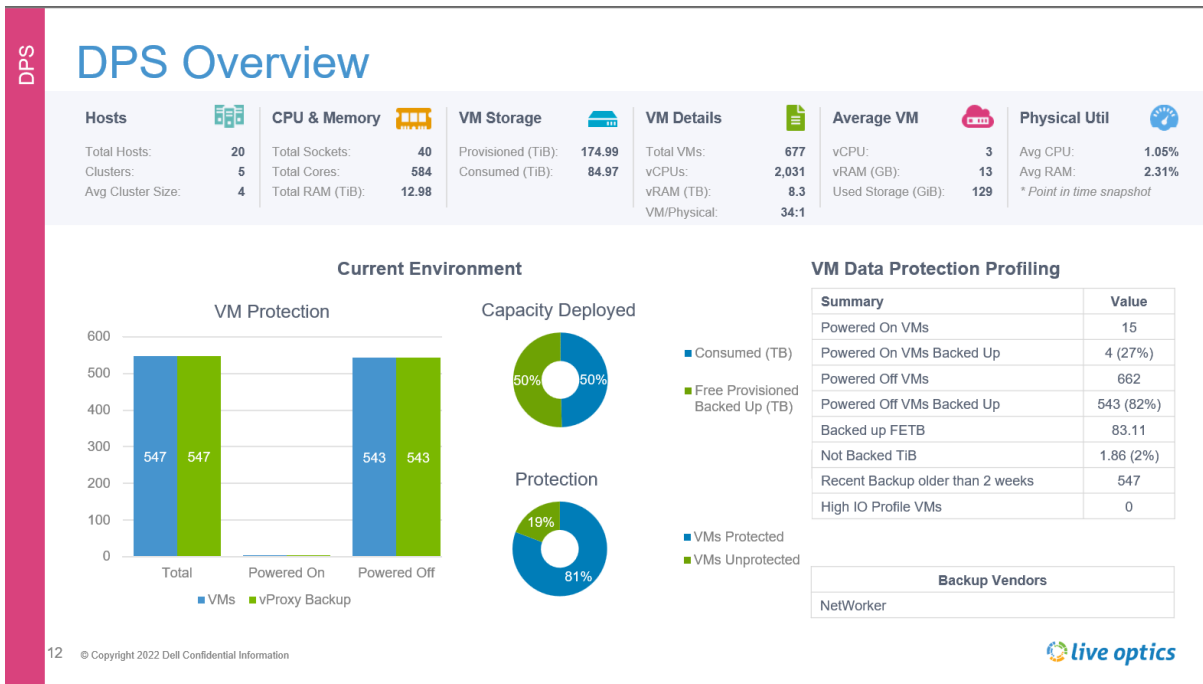 DPS
DPS Overview
Hosts
Total Hosts: 20
Clusters: 5
Avg Cluster Size: 4
CPU & Memory
Total Sockets: 40
Total Cores: 584
Total RAM (TiB): 12.98
VM Storage
Provisioned (TiB): 174.99
Consumed (TiB): 84.97
VM Details
Total VMs: 677
vCPUs: 2,031
vRAM (TB): 8.3
VM/Physical: 34:1
Average VM
vCPU: 3
vRAM (GB): 13
Used Storage (GiB): 129
Physical Util
Avg CPU: 1.05%
Avg RAM: 2.31%
* Point in time snapshot
Current Environment
VM Protection
600
500
400
300
200
100
0
547 547
543 543
Total Powered On Powered Off
VMs vProxy Backup
Capacity Deployed
50% 50%
Consumed (TB)
Free Provisioned
Backed Up (TB)
Protection
19%
81%
VMs Protected
VMs Unprotected
VM Data Protection Profiling
Summary Value
Powered On VMs 15
Powered On VMs Backed Up 4 (27%)
Powered Off VMs 662
Powered Off VMs Backed Up 543 (82%)
Backed up FETB 83.11
Not Backed TiB 1.86 (2%)
Recent Backup older than 2 weeks 547
High IO Profile VMs 0
Backup Vendors
NetWorker
12 © Copyright 2022 Dell Confidential Information
live optics